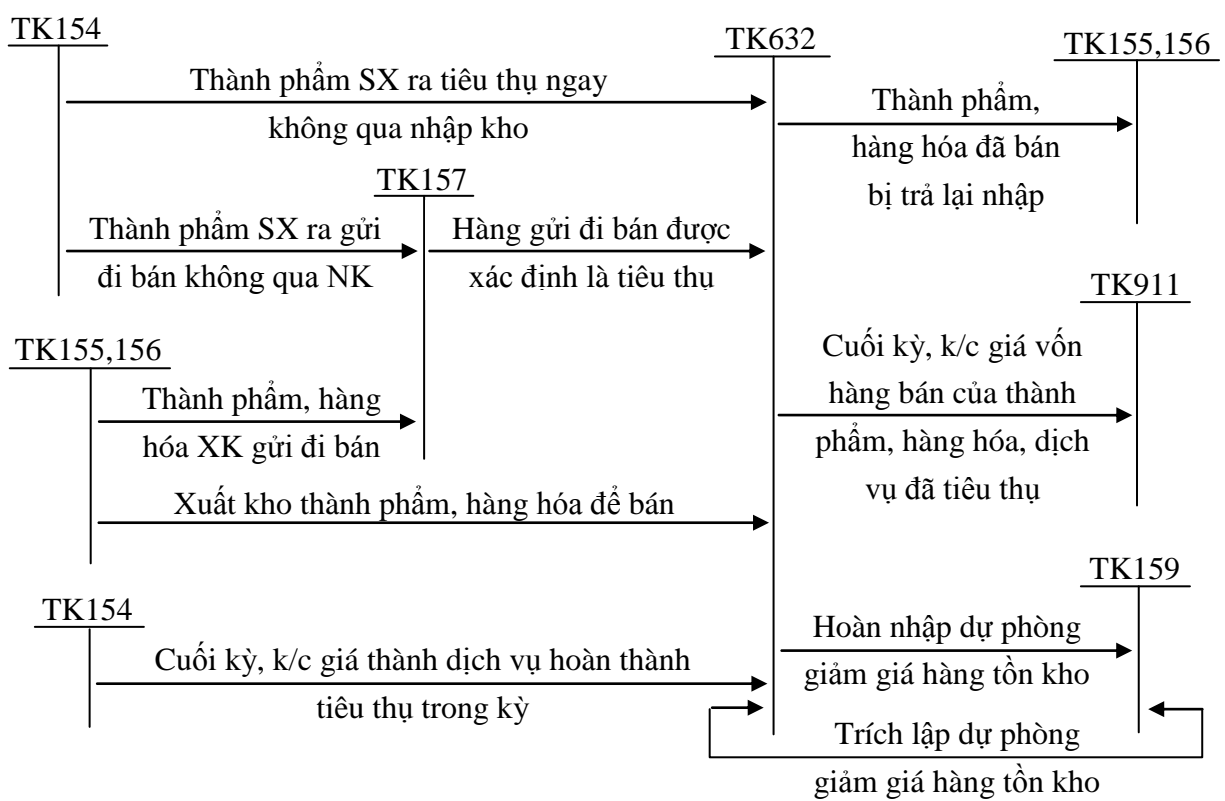 TK154
TK632
TK155,156
Thành phẩm SX ra tiêu thụ ngay
không qua nhập kho
Thành phẩm,
hàng hóa đã bán
bị trả lại nhập
TK157
Thành phẩm SX ra gửi
đi bán không qua NK
Hàng gửi đi bán được
xác định là tiêu thụ
TK911
TK155,156
Cuối kỳ, k/c giá vốn
hàng bán của thành
phẩm, hàng hóa, dịch
vụ đã tiêu thụ
Thành phẩm, hàng
hóa XK gửi đi bán
Xuất kho thành phẩm, hàng hóa để bán
TK159
TK154
Hoàn nhập dự phòng
giảm giá hàng tồn kho
Cuối kỳ, k/c giá thành dịch vụ hoàn thành
tiêu thụ trong kỳ
Trích lập dự phòng
giảm giá hàng tồn kho